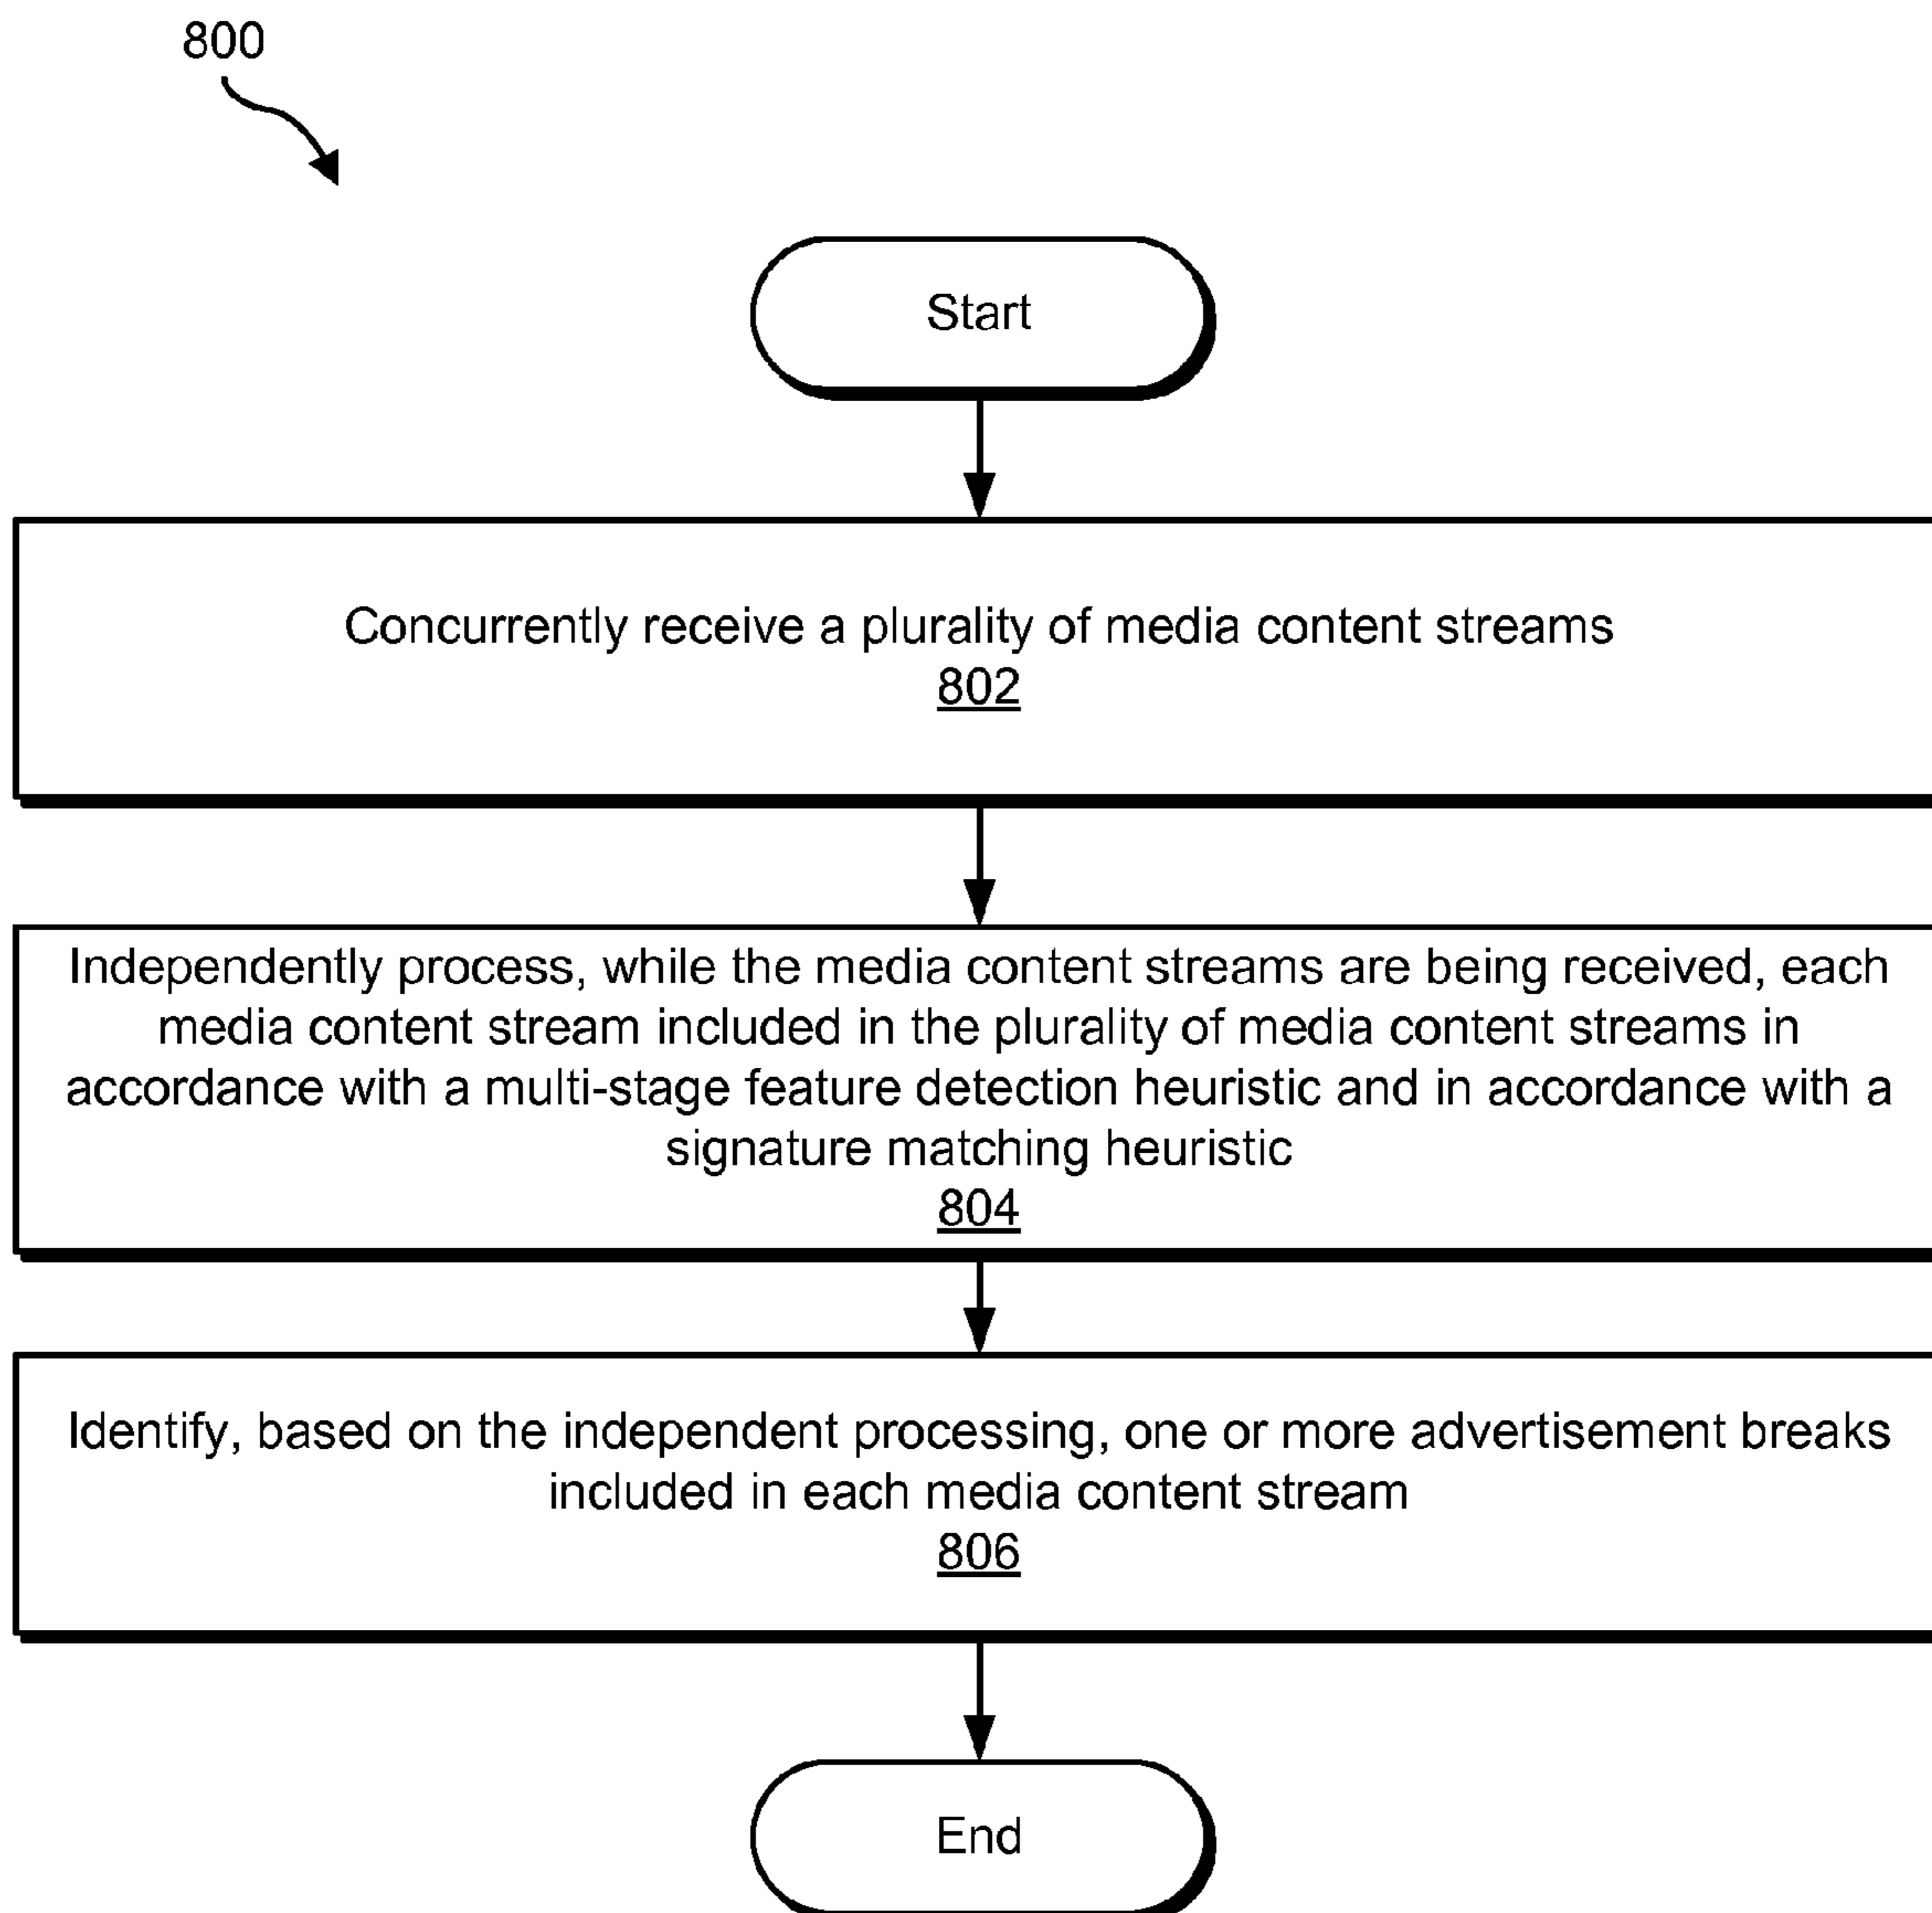 800
Start
Concurrently receive a plurality of media content streams
802
Independently process, while the media content streams are being received, each
media content stream included in the plurality of media content streams in
accordance with a multi-stage feature detection heuristic and in accordance with a
signature matching heuristic
804
Identify, based on the independent processing, one or more advertisement breaks
included in each media content stream
806
End